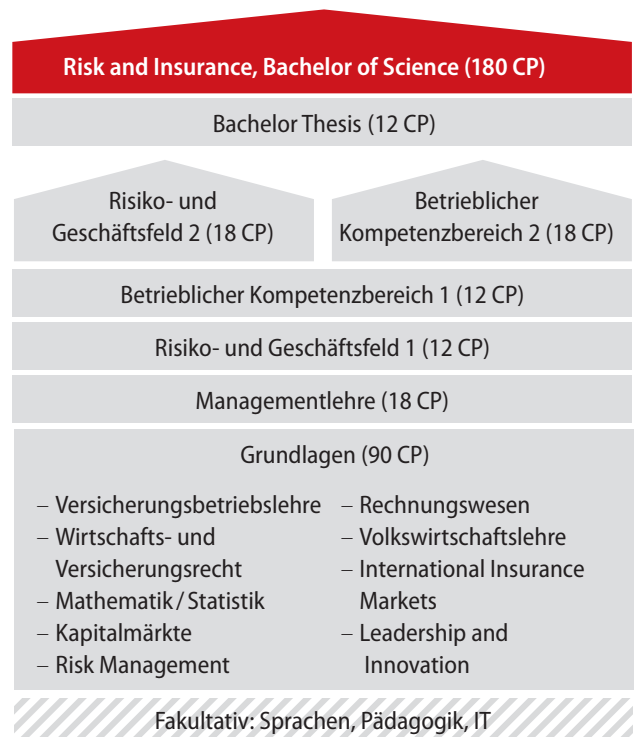 Risk and Insurance, Bachelor of Science (180 CP)
Bachelor Thesis (12 CP)
Risiko- und
Geschäftsfeld 2 (18 CP)
Betrieblicher
Kompetenzbereich 2 (18 CP)
Betrieblicher Kompetenzbereich 1 (12 CP)
Risiko- und Geschäftsfeld 1 (12 CP)
Managementlehre (18 CP)
Grundlagen (90 CP)
– Versicherungsbetriebslehre
– Wirtschafts- und
Versicherungsrecht
– Mathematik / Statistik
– Kapitalmärkte
– Risk Management
– Rechnungswesen
– Volkswirtschaftslehre
– International Insurance
Markets
– Leadership and
Innovation
Fakultativ: Sprachen, Pädagogik, IT